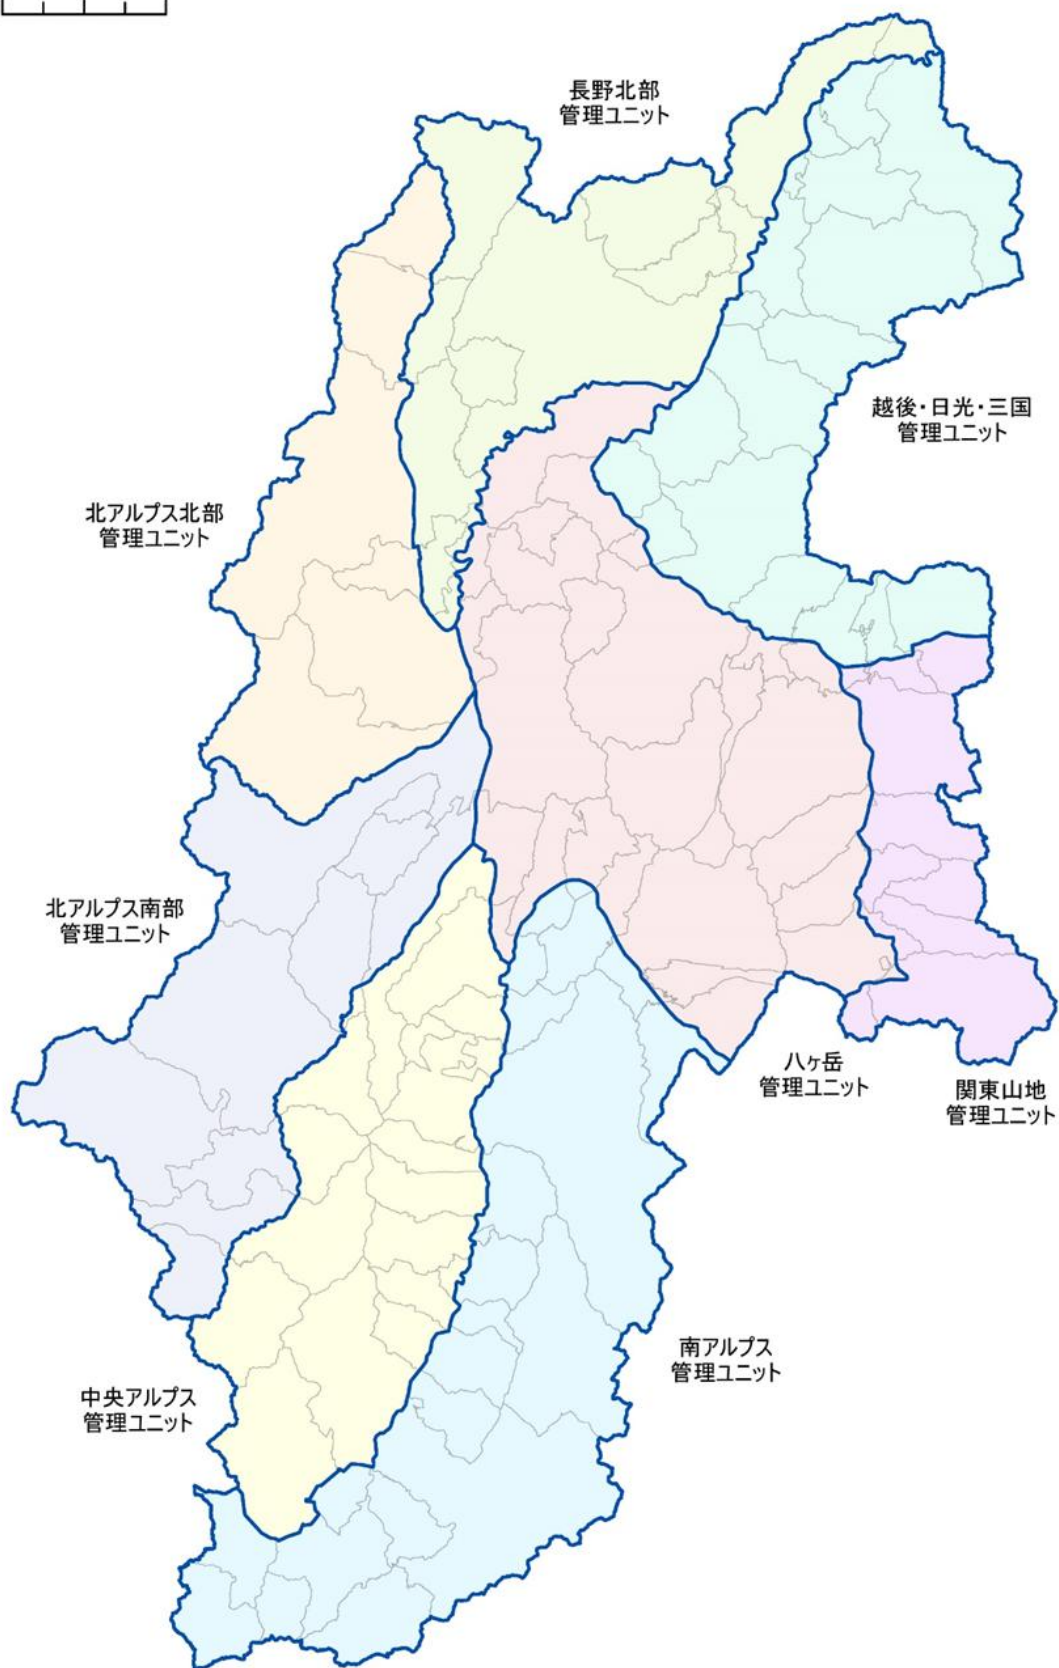 長野北部
管理ユニット
越後・日光・三国
管理ユニット
北アルプス北部
管理ユニット
北アルプス南部
管理ユニット
八ヶ岳
管理ユニット
関東山地
管理ユニット
南アルプス
管理ユニット
中央アルプス
管理ユニット